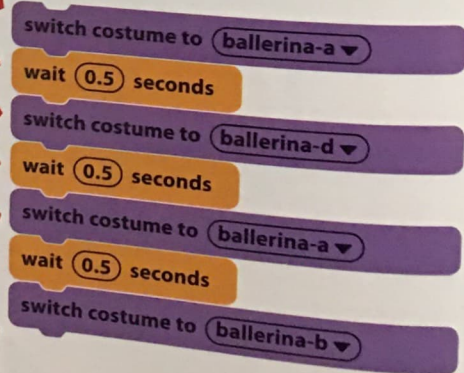 switch costume to ballerina-a
wait 0.5 seconds
switch costume to ballerina-d
wait 0.5 seconds
switch costume to ballerina-a
wait 0.5 seconds
switch costume to ballerina-b